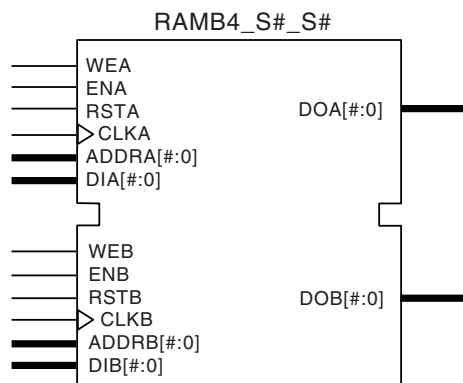 RAMB4_S#_S#
WEA
ENA
RSTA
DOA[#:0]
CLKA
ADDRA[#:0]
DIA[#:0]
WEB
ENB
RSTB
DOB[#:0]
CLKB
ADDRB[#:0]
DIB[#:0]